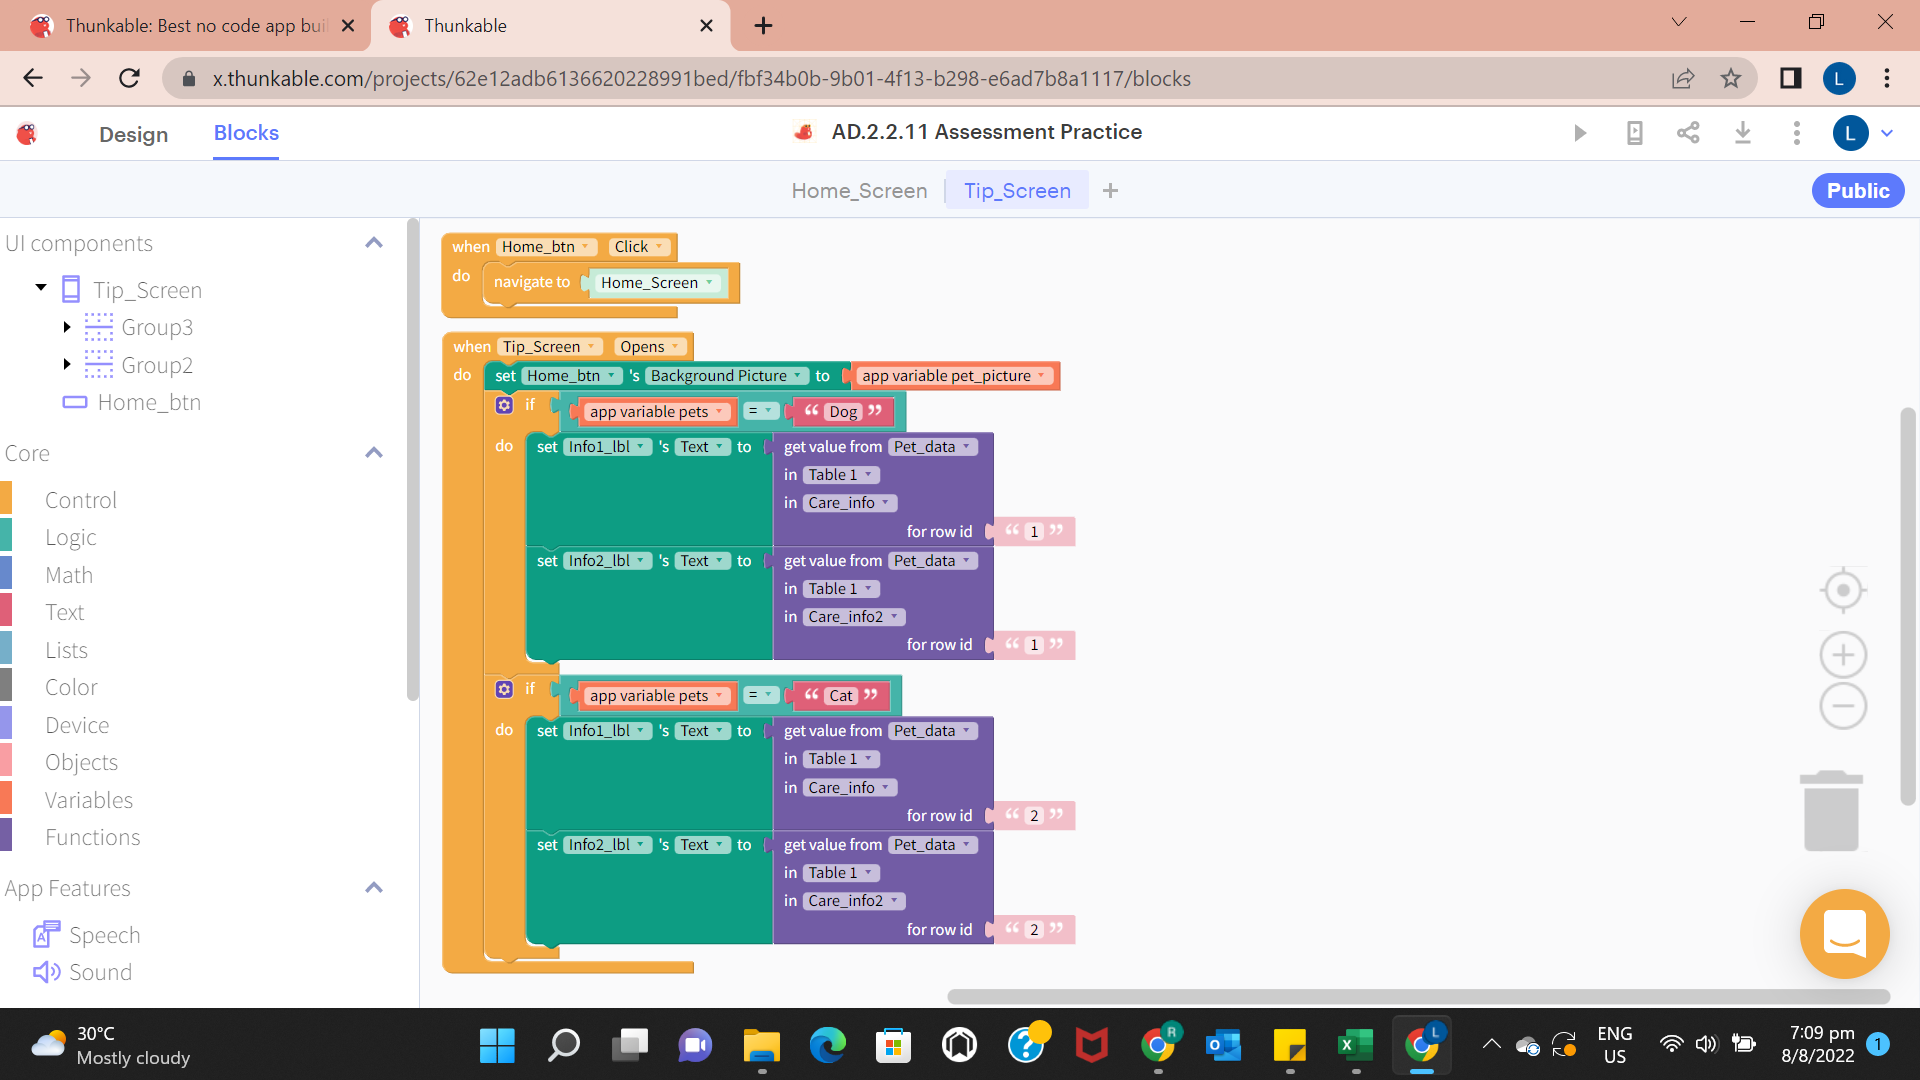 Thunkable: Best no code app bui
Thunkable
x.thunkable.com/projects/62e12adb6136620228991bed/fbf34b0b-9b01-4f13-b298-e6ad7b8a1117/blocks
L
Design
Blocks
AD.2.2.11 Assessment Practice
L
Home_Screen
Tip_Screen
Public
UI components
Tip_Screen
Group3
Group2
Home_btn
Core
Control
Logic
Math
Text
Lists
Color
Device
Objects
Variables
Functions
App Features
Speech
Sound
when Home_btn Click
do navigate to Home_Screen
when Tip_Screen Opens
do set Home_btn 's Background Picture to app variable pet_picture
if app variable pets = “ Dog ”
do set Info1_lbl 's Text to get value from Pet_data
in Table 1
in Care_info
for row id “ 1 ”
set Info2_lbl 's Text to get value from Pet_data
in Table 1
in Care_info2
for row id “ 1 ”
if app variable pets = “ Cat ”
do set Info1_lbl 's Text to get value from Pet_data
in Table 1
in Care_info
for row id “ 2 ”
set Info2_lbl 's Text to get value from Pet_data
in Table 1
in Care_info2
for row id “ 2 ”
30°C
Mostly cloudy
R
L
ENG
US
7:09 pm
8/8/2022
1